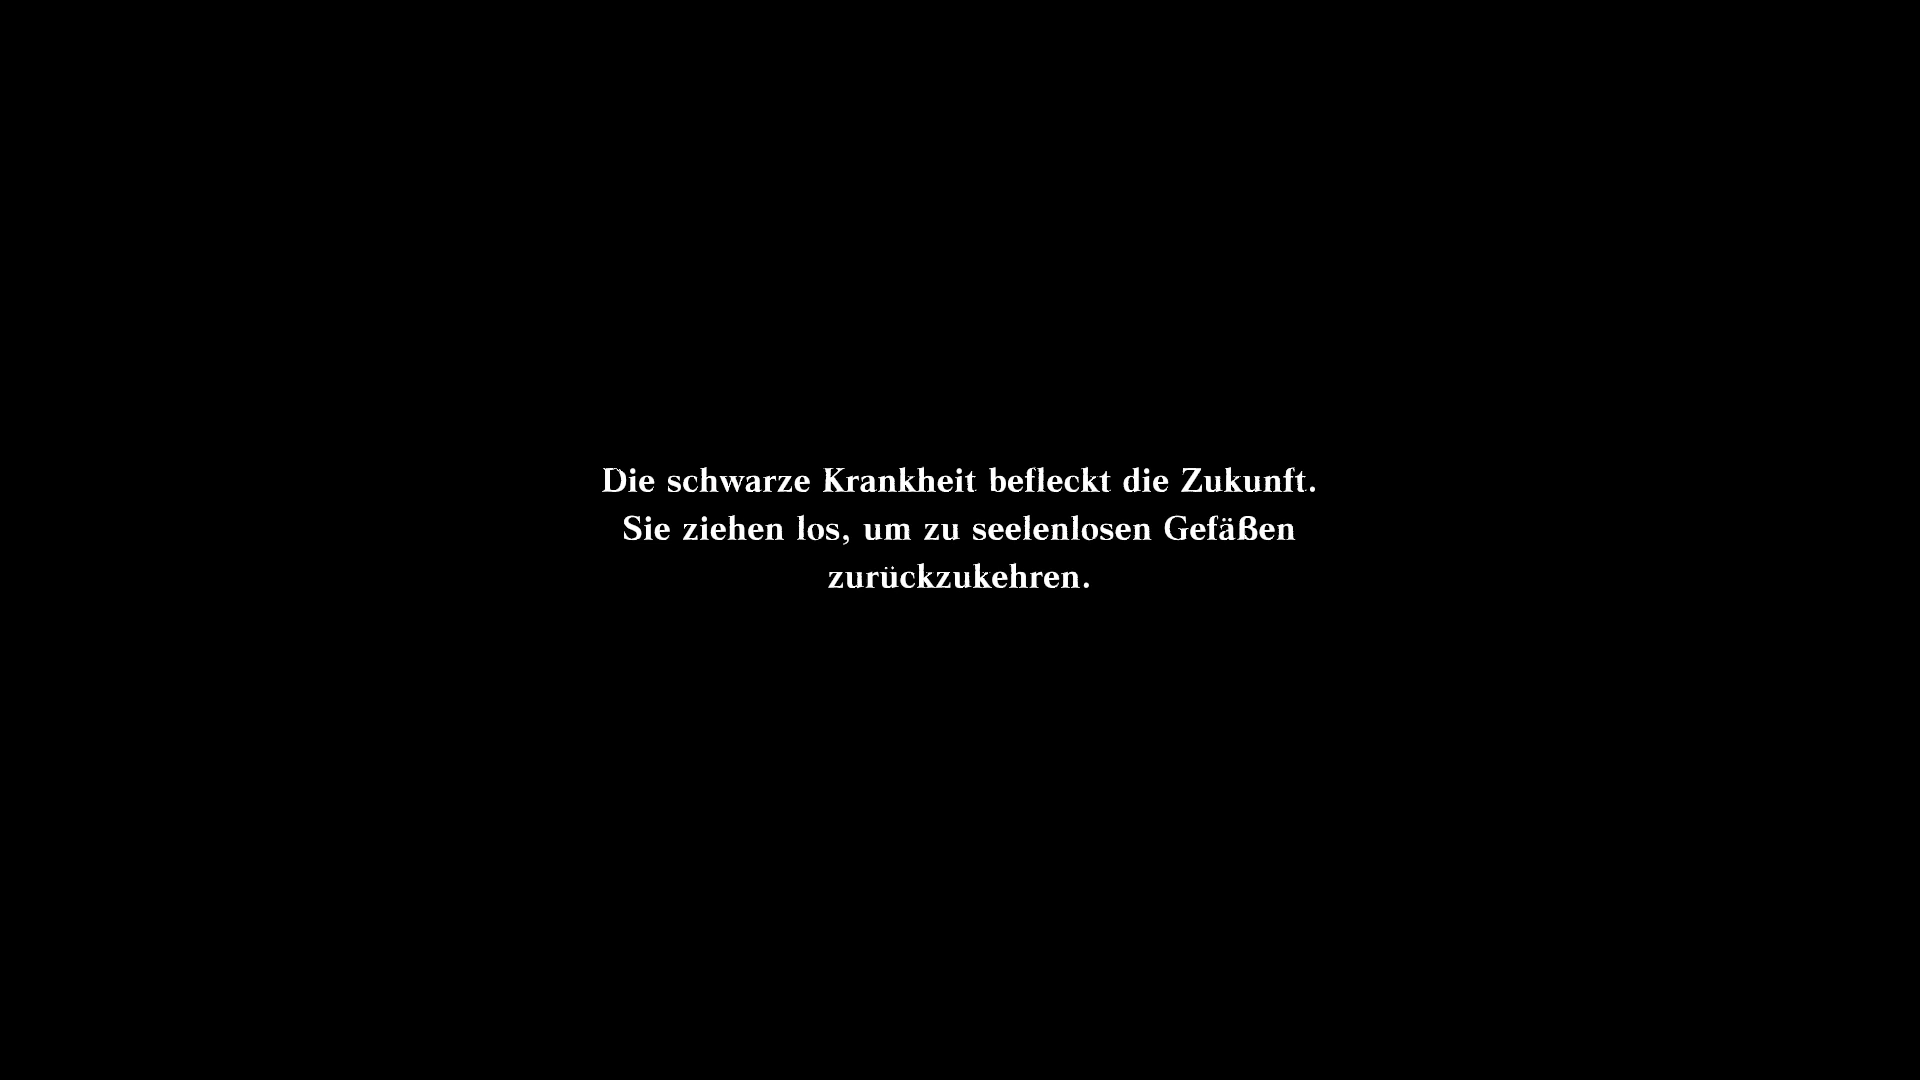 Die schwarze Krankheit befleckt die Zukunft.
Sie ziehen los, um zu seelenlosen Gefäßen
zurückzukehren.